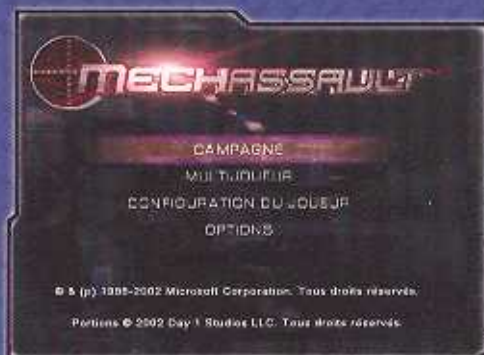 MECHASSAULT
CAMPAGNE
MULTIJOUEUR
CONFIGURATION DU JOUEUR
OPTIONS
© & (p) 1998-2002 Microsoft Corporation. Tous droits réservés.
Portions © 2002 Day 1 Studios LLC. Tous droits réservés.